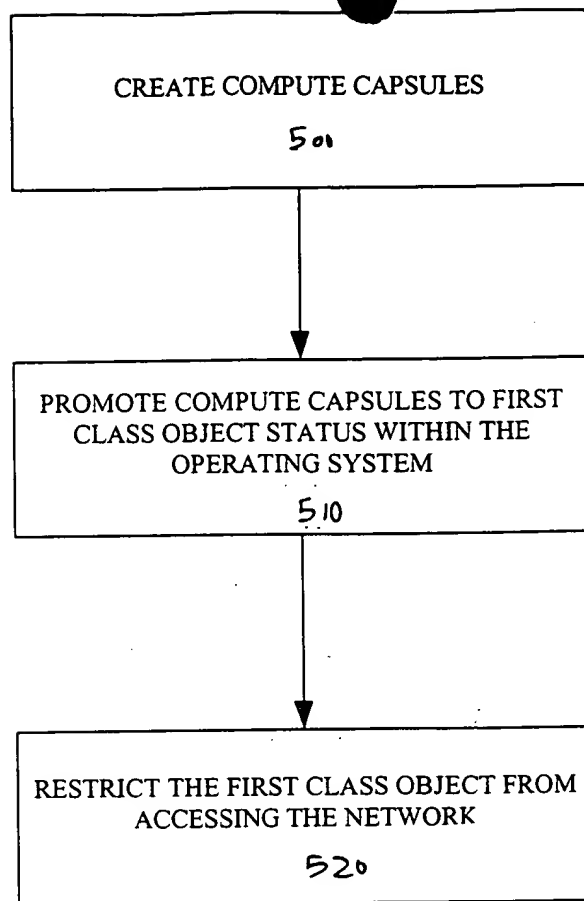 CREATE COMPUTE CAPSULES
501
PROMOTE COMPUTE CAPSULES TO FIRST
CLASS OBJECT STATUS WITHIN THE
OPERATING SYSTEM
510
RESTRICT THE FIRST CLASS OBJECT FROM
ACCESSING THE NETWORK
520